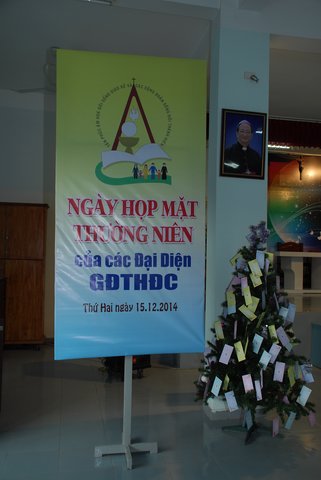 NGÀY HỌP MẶT
THƯỜNG NIÊN
của các Đại Diện
GĐTHĐC
Thứ Hai ngày 15.12.2014